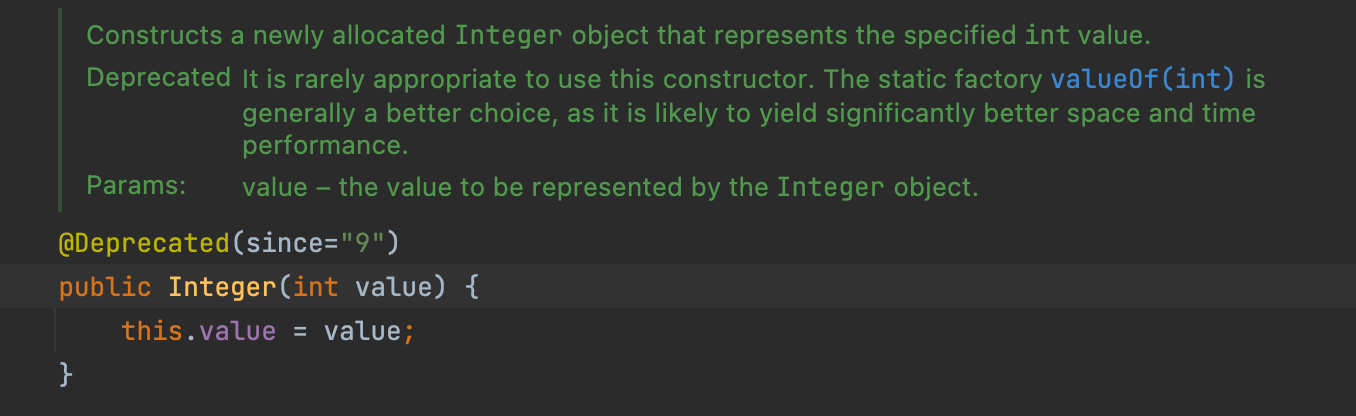 Constructs a newly allocated Integer object that represents the specified int value.
Deprecated It is rarely appropriate to use this constructor. The static factory valueOf(int) is
generally a better choice, as it is likely to yield significantly better space and time
performance.
Params: value – the value to be represented by the Integer object.
@Deprecated(since="9")
public Integer(int value) {
    this.value = value;
}